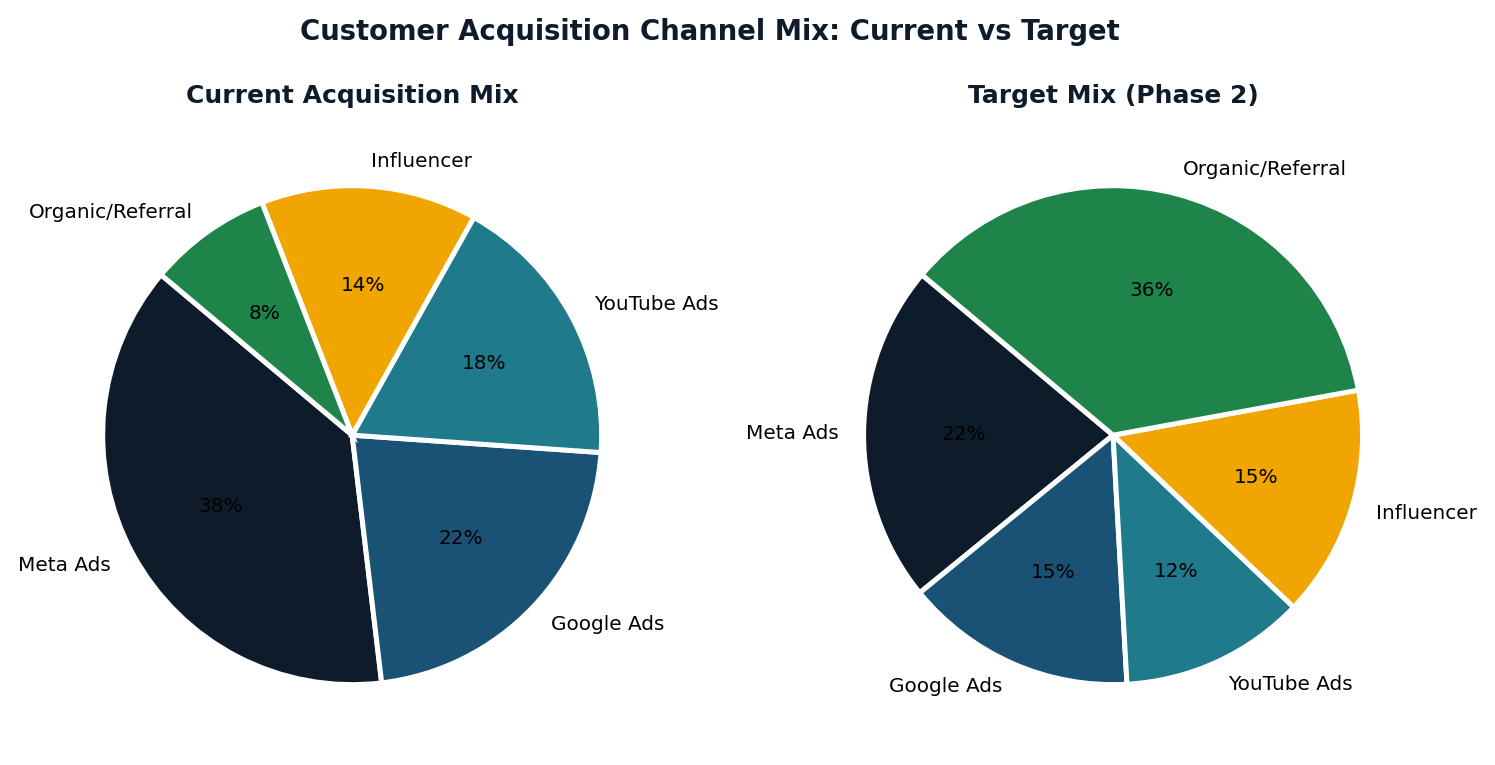 Customer Acquisition Channel Mix: Current vs Target
Current Acquisition Mix
Influencer
Organic/Referral
14%
8%
YouTube Ads
18%
38%
22%
Meta Ads
Google Ads
Target Mix (Phase 2)
Organic/Referral
36%
Meta Ads
22%
15%
Influencer
15%
12%
Google Ads
YouTube Ads